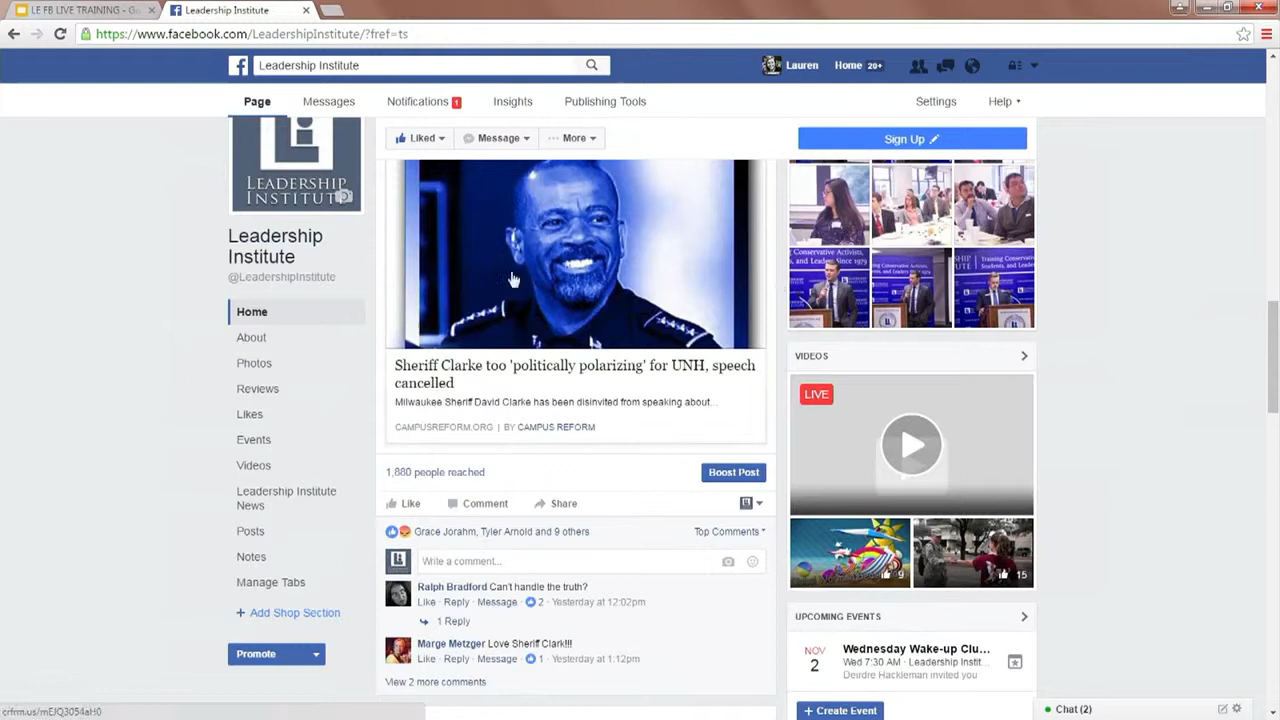 LE FB LIVE TRAINING - Go
Leadership Institute
https://www.facebook.com/LeadershipInstitute/?fref=ts
Leadership Institute
Lauren
Home 20+
Page
Messages
Notifications 1
Insights
Publishing Tools
Settings
Help
Liked
Message
More
Sign Up
LEADERSHIP
INSTITUTE
Leadership
Institute
@LeadershipInstitute
Home
About
Photos
Reviews
Likes
Events
Videos
Leadership Institute
News
Posts
Notes
Manage Tabs
+ Add Shop Section
Promote
Sheriff Clarke too 'politically polarizing' for UNH, speech
cancelled
Milwaukee Sheriff David Clarke has been disinvited from speaking about...
CAMPUSREFORM.ORG | BY CAMPUS REFORM
1,880 people reached
Boost Post
Like
Comment
Share
Grace Jorahm, Tyler Arnold and 9 others
Top Comments
Write a comment...
Ralph Bradford Can't handle the truth?
Like · Reply · Message · 2 · Yesterday at 12:02pm
1 Reply
Marge Metzger Love Sheriff Clark!!!
Like · Reply · Message · 1 · Yesterday at 1:12pm
View 2 more comments
VIDEOS
LIVE
9
15
UPCOMING EVENTS
NOV
2
Wednesday Wake-up Clu...
Wed 7:30 AM · Leadership Instit...
Deirdre Hackleman invited you
+ Create Event
Chat (2)